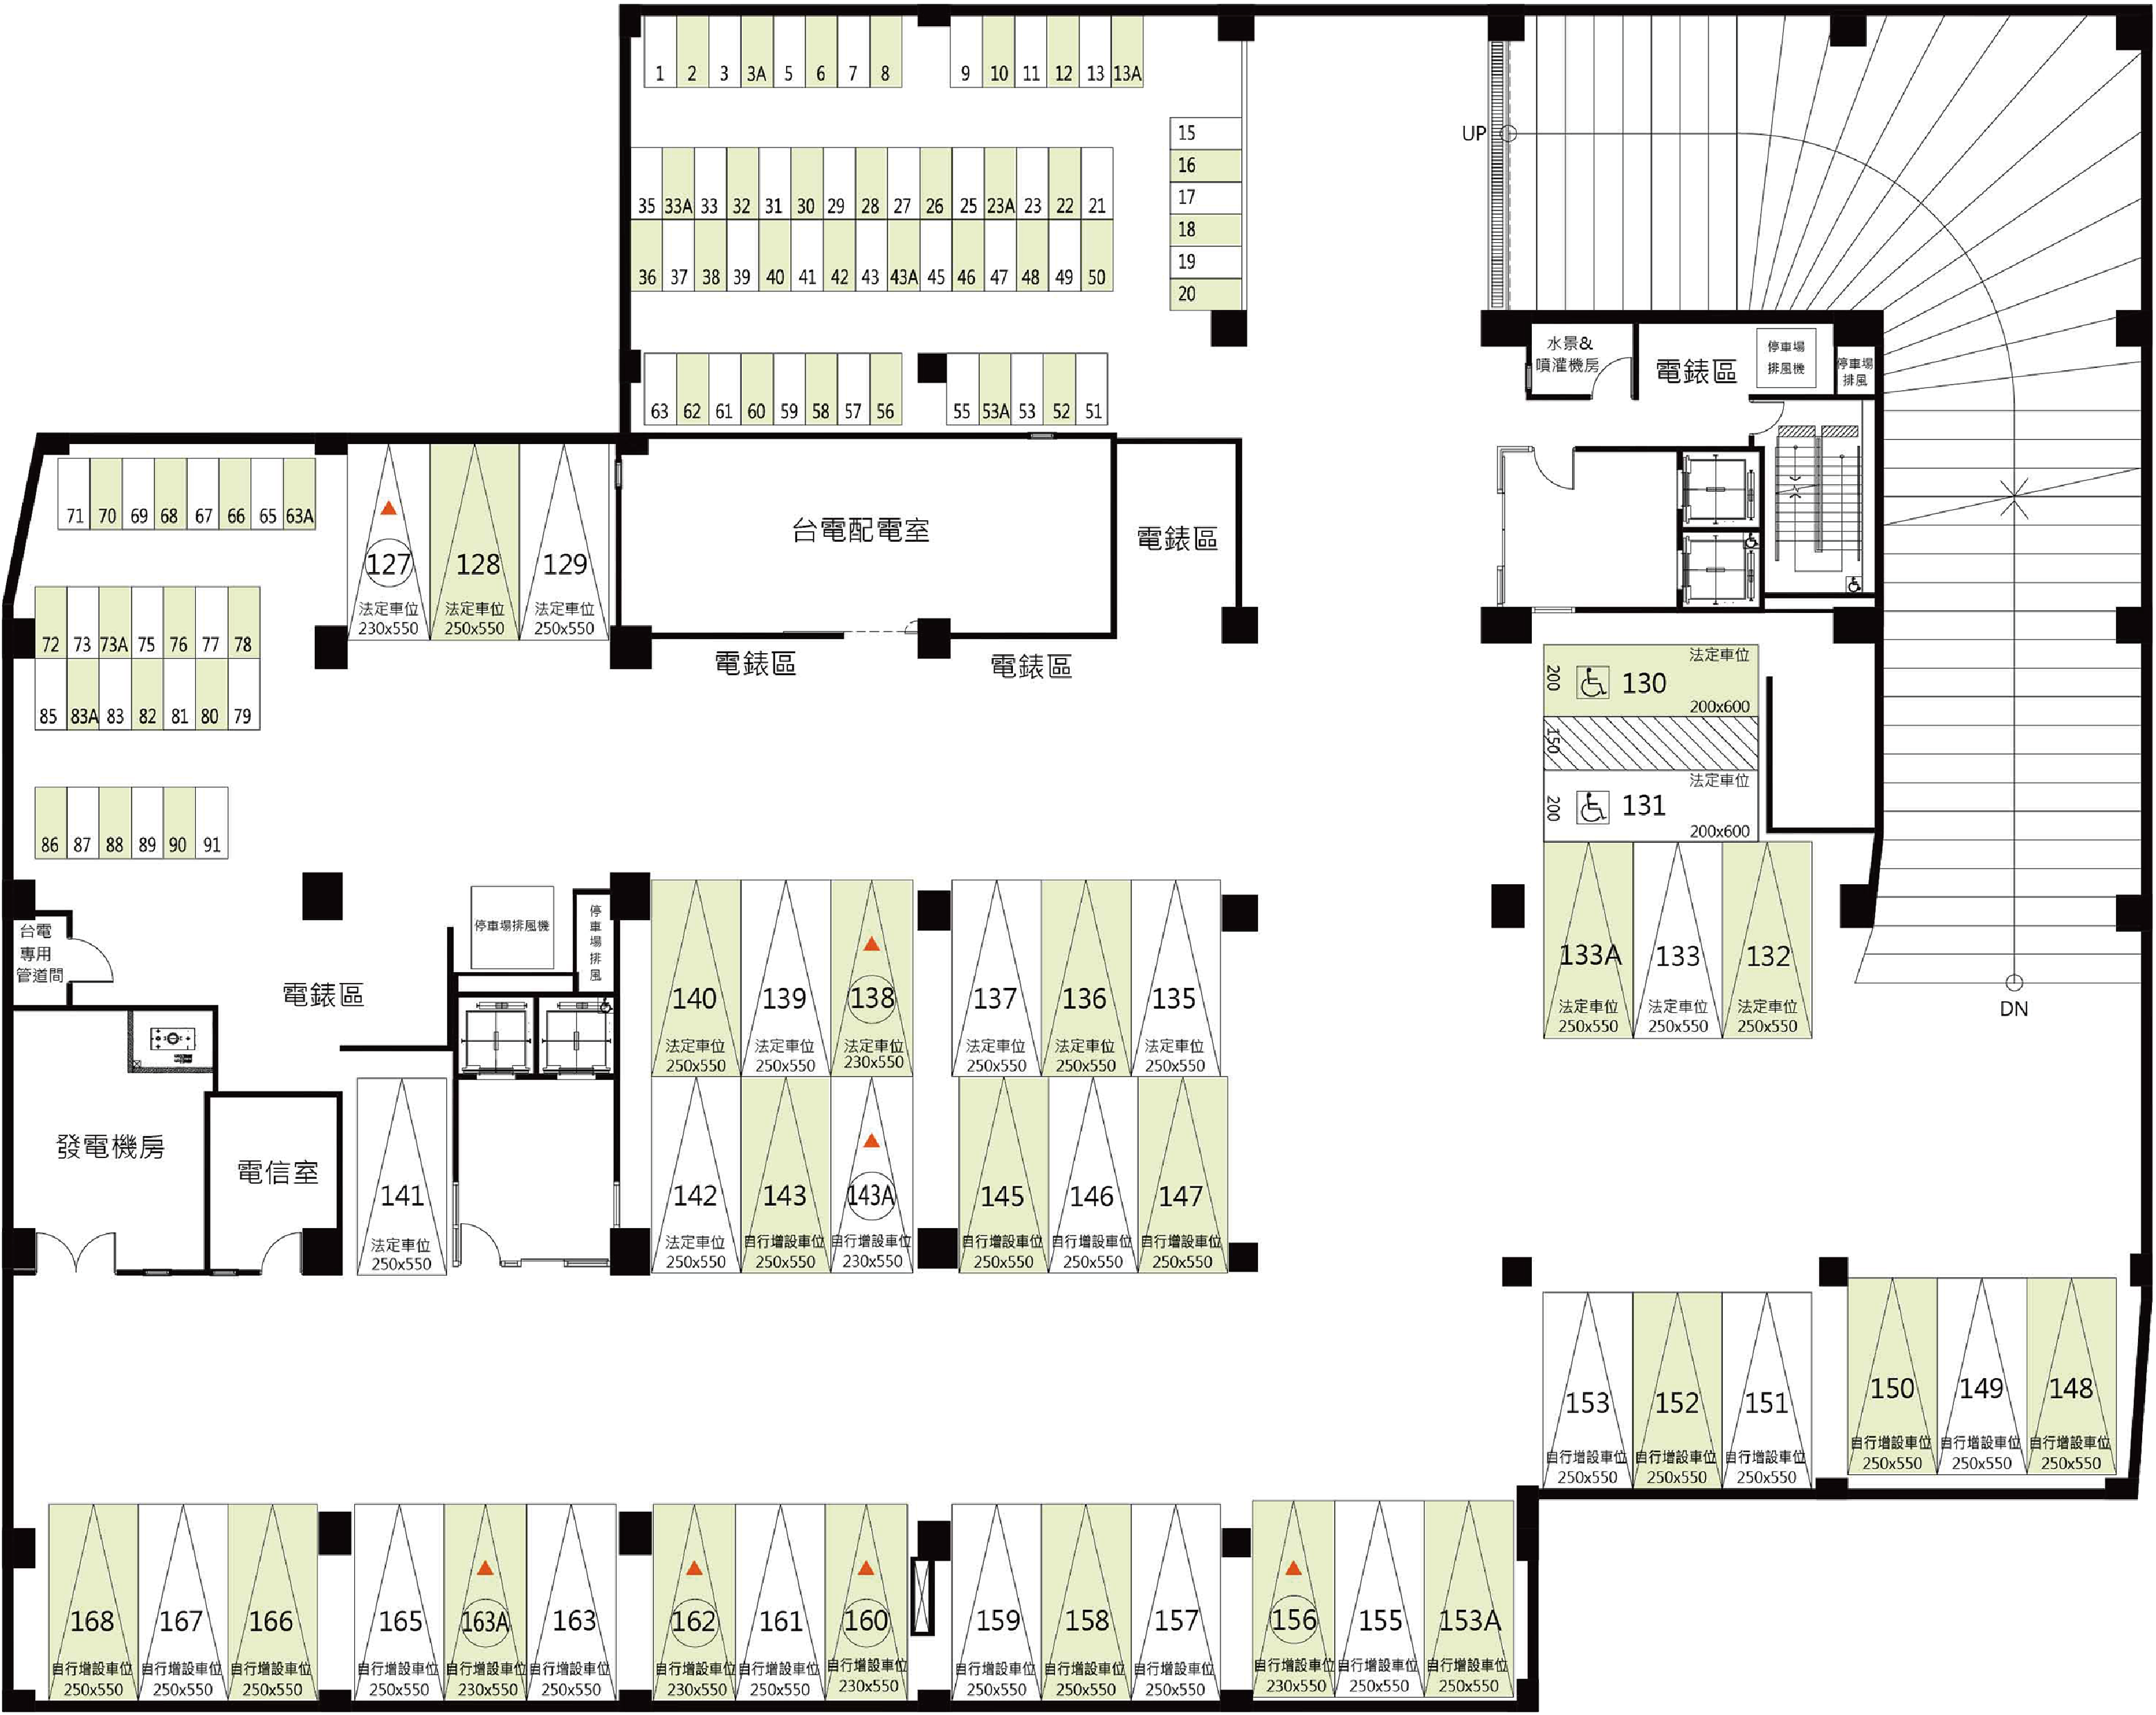 1 2 3 3A 5 6 7 8
9 10 11 12 13 13A
15
16
17
18
19
20
UP
35 33A 33 32 31 30 29 28 27 26 25 23A 23 22 21
36 37 38 39 40 41 42 43 43A 45 46 47 48 49 50
63 62 61 60 59 58 57 56
55 53A 53 52 51
水景&
噴灌機房
電錶區
停車場
排風機
停車場
排風
71 70 69 68 67 66 65 63A
127
法定車位
230x550
128
法定車位
250x550
129
法定車位
250x550
台電配電室
電錶區
電錶區
電錶區
72 73 73A 75 76 77 78
85 83A 83 82 81 80 79
86 87 88 89 90 91
法定車位
200
130
200x600
150
法定車位
200
131
200x600
133A
法定車位
250x550
133
法定車位
250x550
132
法定車位
250x550
DN
台電
專用
管道間
電錶區
停車場排風機
停車場排風
發電機房
電信室
140
法定車位
250x550
139
法定車位
250x550
138
法定車位
230x550
137
法定車位
250x550
136
法定車位
250x550
135
法定車位
250x550
141
法定車位
250x550
142
法定車位
250x550
143
自行增設車位
250x550
143A
自行增設車位
230x550
145
自行增設車位
250x550
146
自行增設車位
250x550
147
自行增設車位
250x550
153
自行增設車位
250x550
152
自行增設車位
250x550
151
自行增設車位
250x550
150
自行增設車位
250x550
149
自行增設車位
250x550
148
自行增設車位
250x550
168
自行增設車位
250x550
167
自行增設車位
250x550
166
自行增設車位
250x550
165
自行增設車位
250x550
163A
自行增設車位
230x550
163
自行增設車位
250x550
162
自行增設車位
230x550
161
自行增設車位
250x550
160
自行增設車位
230x550
159
自行增設車位
250x550
158
自行增設車位
250x550
157
自行增設車位
250x550
156
自行增設車位
230x550
155
自行增設車位
250x550
153A
自行增設車位
250x550